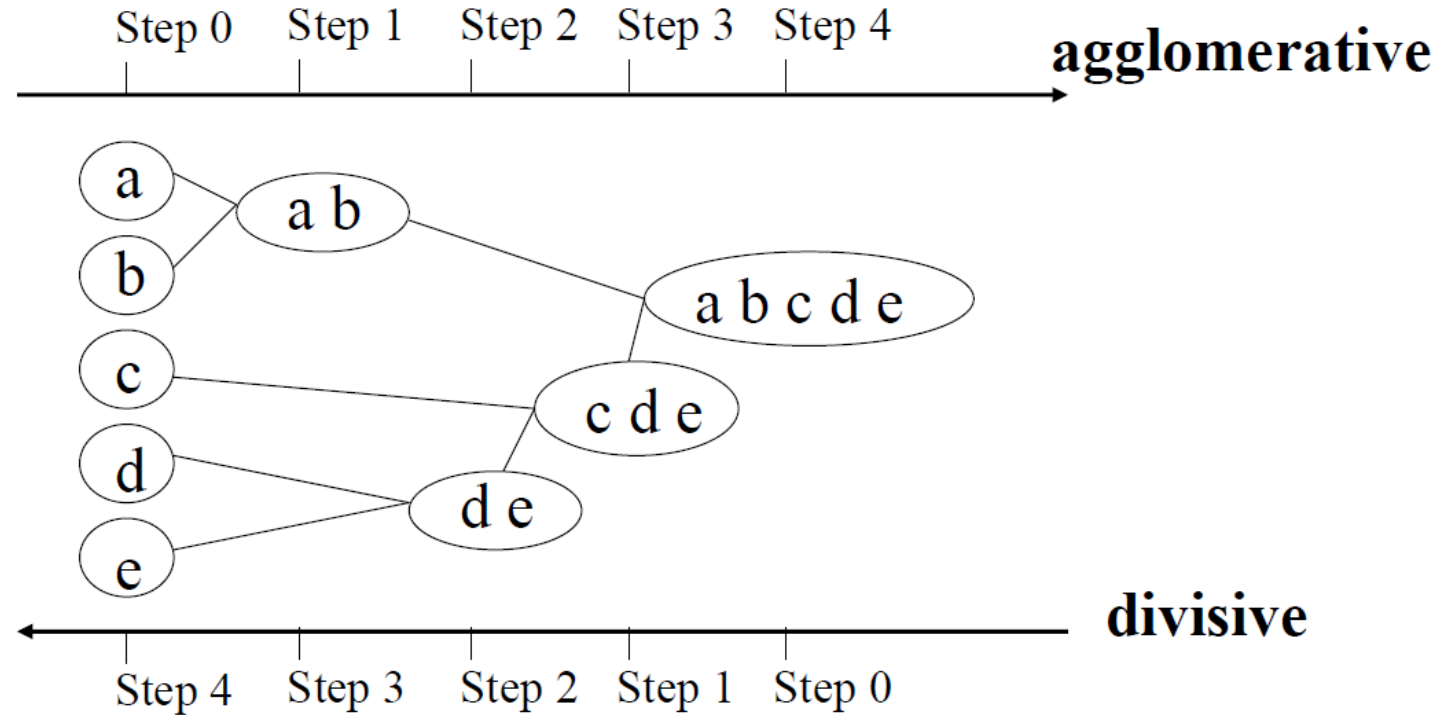 Step 0 Step 1 Step 2 Step 3 Step 4
agglomerative
a
a b
b
a b c d e
c
c d e
d
d e
e
divisive
Step 4 Step 3 Step 2 Step 1 Step 0